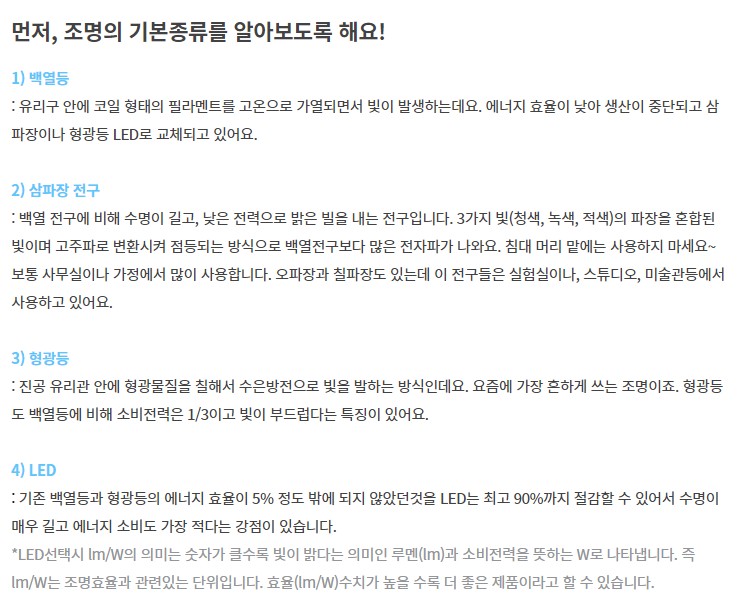 먼저, 조명의 기본종류를 알아보도록 해요!
1) 백열등
: 유리구 안에 코일 형태의 필라멘트를 고온으로 가열되면서 빛이 발생하는데요. 에너지 효율이 낮아 생산이 중단되고 삼
파장이나 형광등 LED로 교체되고 있어요.
2) 삼파장 전구
: 백열 전구에 비해 수명이 길고, 낮은 전력으로 밝은 빌을 내는 전구입니다. 3가지 빛(청색, 녹색, 적색)의 파장을 혼합된
빛이며 고주파로 변환시켜 점등되는 방식으로 백열전구보다 많은 전자파가 나와요. 침대 머리 맡에는 사용하지 마세요~
보통 사무실이나 가정에서 많이 사용합니다. 오파장과 칠파장도 있는데 이 전구들은 실험실이나, 스튜디오, 미술관등에서
사용하고 있어요.
3) 형광등
: 진공 유리관 안에 형광물질을 칠해서 수은방전으로 빛을 발하는 방식인데요. 요즘에 가장 흔하게 쓰는 조명이죠. 형광등
도 백열등에 비해 소비전력은 1/3이고 빛이 부드럽다는 특징이 있어요.
4) LED
: 기존 백열등과 형광등의 에너지 효율이 5% 정도 밖에 되지 않았던것을 LED는 최고 90%까지 절감할 수 있어서 수명이
매우 길고 에너지 소비도 가장 적다는 강점이 있습니다.
*LED선택시 lm/W의 의미는 숫자가 클수록 빛이 밝다는 의미인 루멘(lm)과 소비전력을 뜻하는 W로 나타냅니다. 즉
lm/W는 조명효율과 관련있는 단위입니다. 효율(lm/W)수치가 높을 수록 더 좋은 제품이라고 할 수 있습니다.